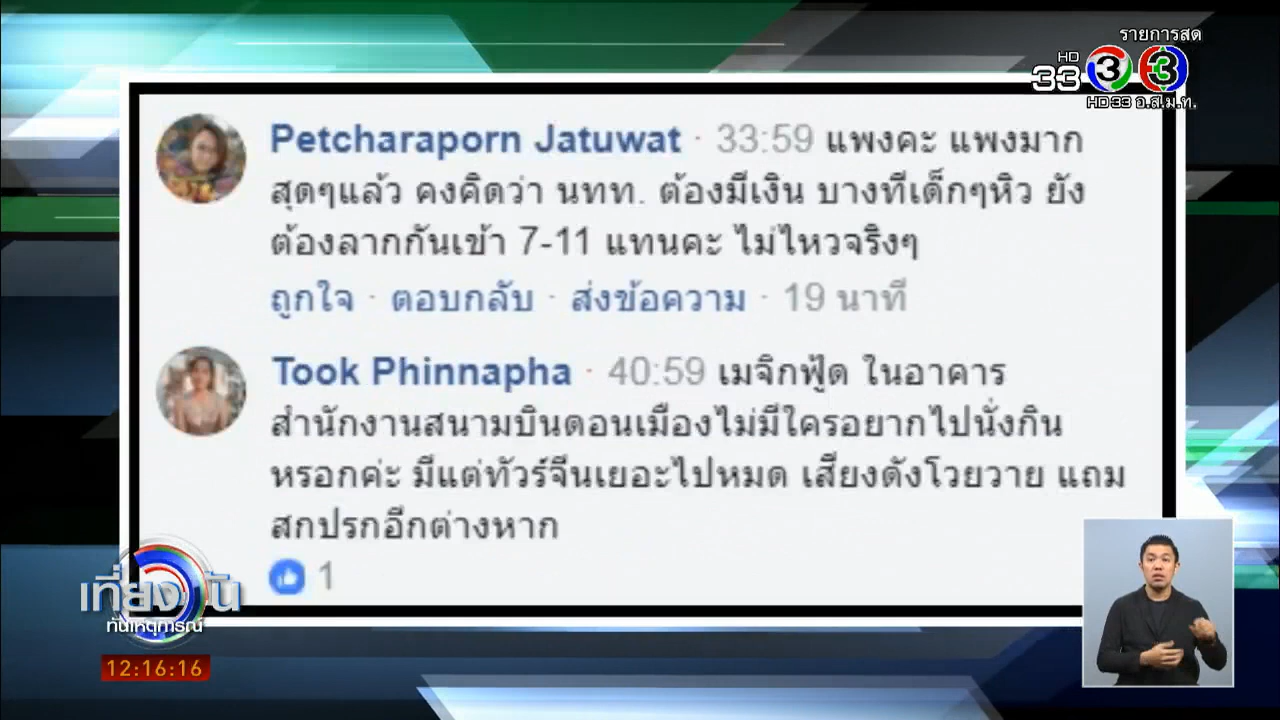 รายการสด
HD
33 3 3
HD33 อ.ส.ม.ท.
Petcharaporn Jatuwat · 33:59 แพงคะ แพงมาก
สุดๆแล้ว คงคิดว่า นทท. ต้องมีเงิน บางทีเด็กๆหิว ยัง
ต้องลากกันเข้า 7-11 แทนคะ ไม่ไหวจริงๆ
ถูกใจ · ตอบกลับ · ส่งข้อความ · 19 นาที
Took Phinnapha · 40:59 เมจิกฟู้ด ในอาคาร
สำนักงานสนามบินดอนเมืองไม่มีใครอยากไปนั่งกิน
หรอกค่ะ มีแต่ทัวร์จีนเยอะไปหมด เสียงดังโวยวาย แถม
สกปรกอีกต่างหาก
1
เที่ยงวัน
ทันเหตุการณ์
12:16:16